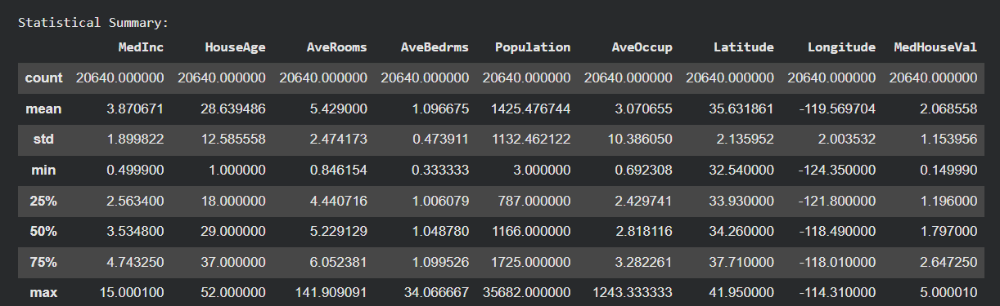 Statistical Summary:
MedInc HouseAge AveRooms AveBedrms Population AveOccup Latitude Longitude MedHouseVal
count 20640.000000 20640.000000 20640.000000 20640.000000 20640.000000 20640.000000 20640.000000 20640.000000 20640.000000
mean 3.870671 28.639486 5.429000 1.096675 1425.476744 3.070655 35.631861 -119.569704 2.068558
std 1.899822 12.585558 2.474173 0.473911 1132.462122 10.386050 2.135952 2.003532 1.153956
min 0.499900 1.000000 0.846154 0.333333 3.000000 0.692308 32.540000 -124.350000 0.149990
25% 2.563400 18.000000 4.440716 1.006079 787.000000 2.429741 33.930000 -121.800000 1.196000
50% 3.534800 29.000000 5.229129 1.048780 1166.000000 2.818116 34.260000 -118.490000 1.797000
75% 4.743250 37.000000 6.052381 1.099526 1725.000000 3.282261 37.710000 -118.010000 2.647250
max 15.000100 52.000000 141.909091 34.066667 35682.000000 1243.333333 41.950000 -114.310000 5.000010